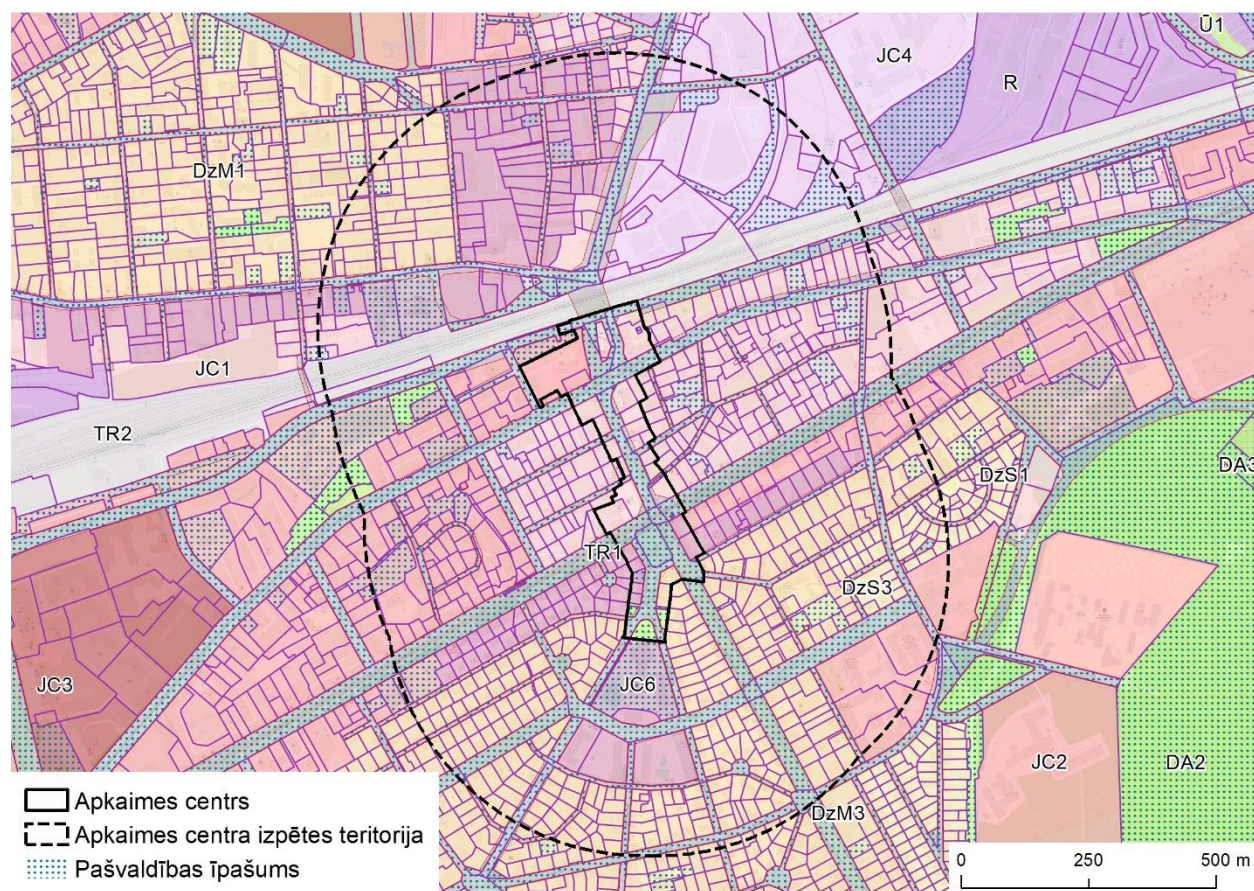 Ū1
JC4
R
DzM1
JC1
TR2
DA3
DzS1
TR1
DzS3
JC3
JC6
JC2
DA2
DzM3
Apkaimes centrs
Apkaimes centra izpētes teritorija
Pašvaldības īpašums
0 250 500 m